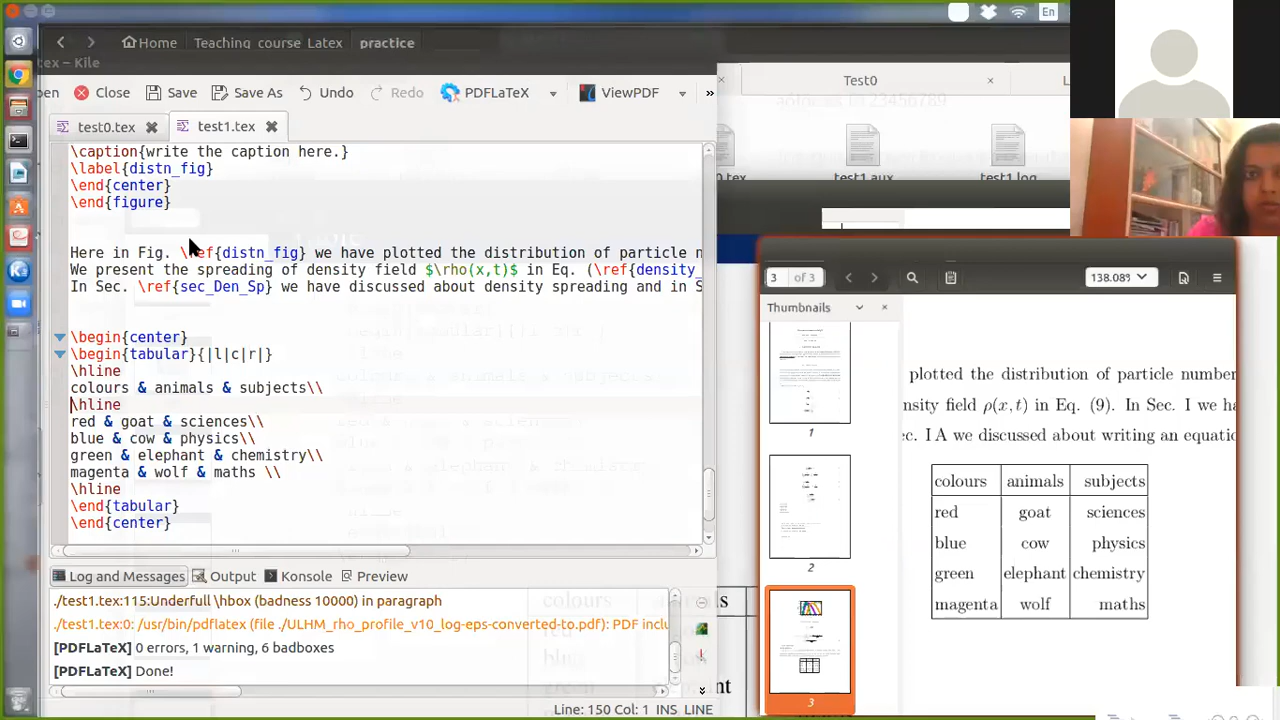 En
Home Teaching course Latex practice
tex – Kile
pen Close Save Save As Undo Redo PDFLaTeX ViewPDF »
Test0
test0.tex test1.tex
\caption{write the caption here.}
\label{distn_fig}
\end{center}
\end{figure}
Here in Fig. \ref{distn_fig} we have plotted the distribution of particle n
We present the spreading of density field $\rho(x,t)$ in Eq. (\ref{density_
In Sec. \ref{sec_Den_Sp} we have discussed about density spreading and in S
\begin{center}
\begin{tabular}{|l|c|r|}
\hline
colours & animals & subjects\\
\hline
red & goat & sciences\\
blue & cow & physics\\
green & elephant & chemistry\\
magenta & wolf & maths \\
\hline
\end{tabular}
\end{center}
Log and Messages Output Konsole Preview
./test1.tex:115:Underfull \hbox (badness 10000) in paragraph
./test1.tex:0: /usr/bin/pdflatex (file ./ULHM_rho_profile_v10_log-eps-converted-to.pdf): PDF inclu
[PDFLaTeX] 0 errors, 1 warning, 6 badboxes
[PDFLaTeX] Done!
Line: 150 Col: 1 INS LINE
0.tex test1.aux test1.log
3 of 3 138.08%
Thumbnails
1
2
3
plotted the distribution of particle number
nsity field ρ(x, t) in Eq. (9). In Sec. I we ha
ec. I A we discussed about writing an equatio
colours animals subjects
red goat sciences
blue cow physics
green elephant chemistry
magenta wolf maths